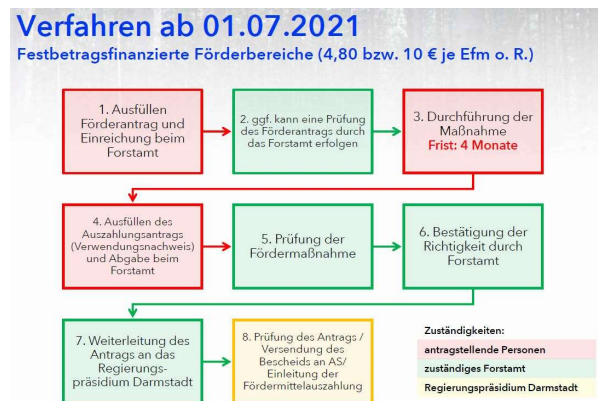 Verfahren ab 01.07.2021
Festbetragsfinanzierte Förderbereiche (4,80 bzw. 10 € je Efm o. R.)
1. Ausfüllen
Förderantrag und
Einreichung beim
Forstamt
2. ggf. kann eine Prüfung
des Förderantrags durch
das Forstamt erfolgen
3. Durchführung der
Maßnahme
Frist: 4 Monate
4. Ausfüllen des
Auszahlungsantrags
(Verwendungsnachweis)
und Abgabe beim
Forstamt
5. Prüfung der
Fördermaßnahme
6. Bestätigung der
Richtigkeit durch
Forstamt
7. Weiterleitung des
Antrags an das
Regierungs-
präsidium Darmstadt
8. Prüfung des Antrags /
Versendung des
Bescheids an AS/
Einleitung der
Fördermittelauszahlung
Zuständigkeiten:
antragstellende Personen
zuständiges Forstamt
Regierungspräsidium Darmstadt